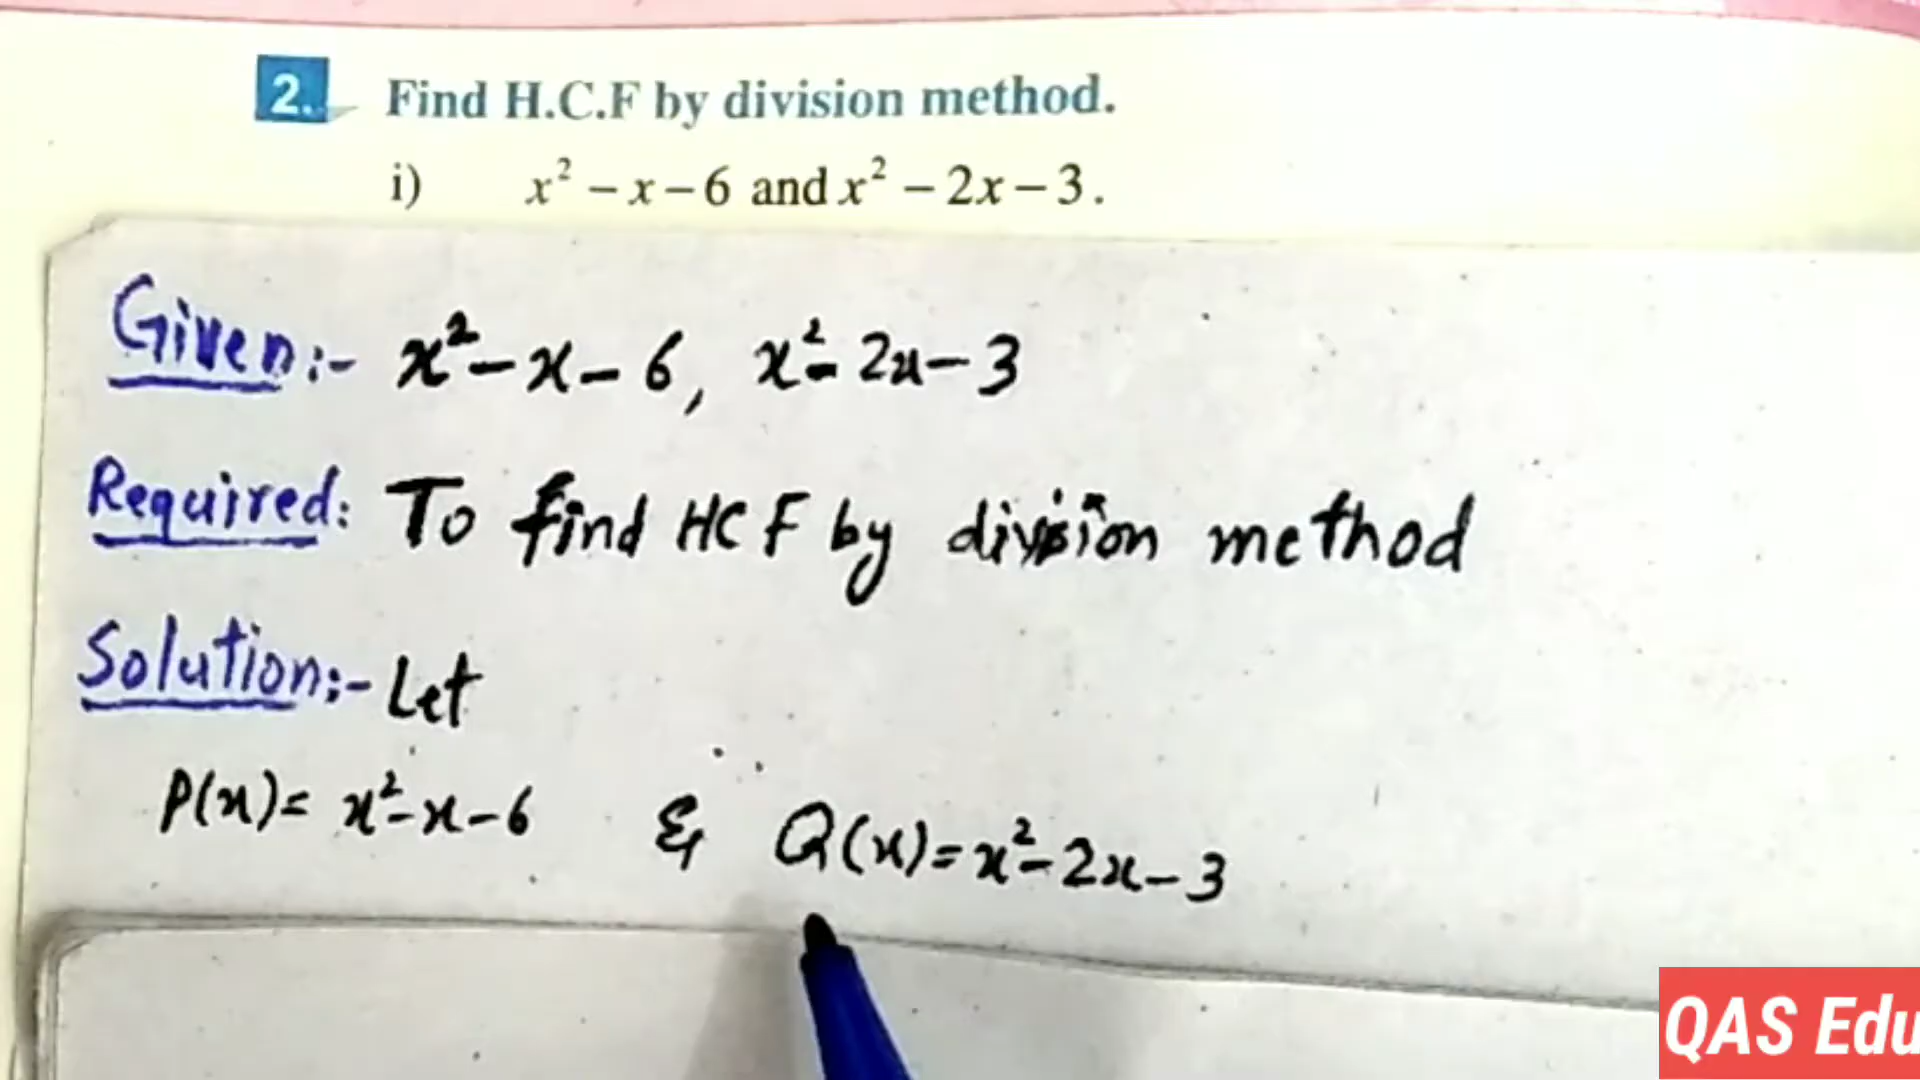 2. Find H.C.F by division method.
i) x² – x – 6 and x² – 2x – 3.
Given:- x² – x – 6, x² - 2x – 3
Required: To find HCF by division method
Solution:- Let
P(x) = x² - x – 6 & Q(x) = x² - 2x – 3
QAS Edu